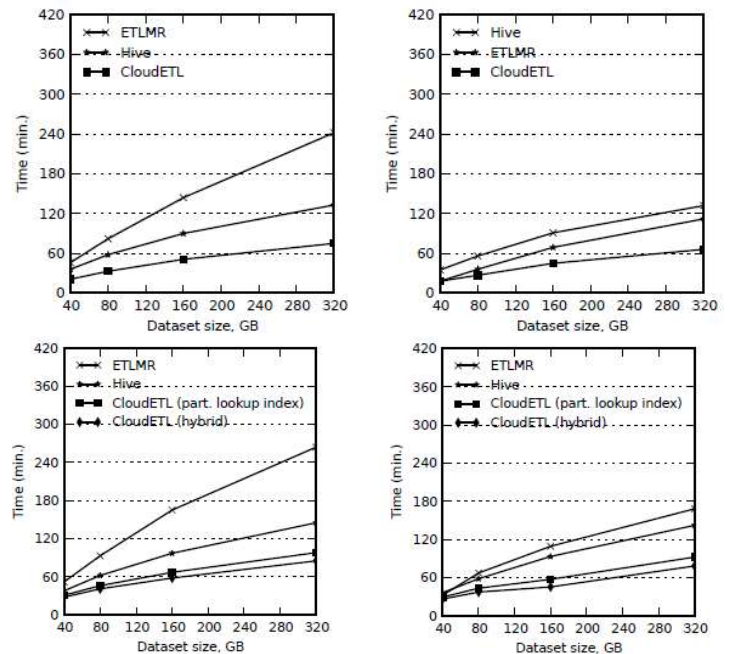 420
360
300
240
180
120
60
0
Time (min.)
ETLMR
Hive
CloudETL
40 80 120 160 200 240 280 320
Dataset size, GB
420
360
300
240
180
120
60
0
Time (min.)
Hive
ETLMR
CloudETL
40 80 120 160 200 240 280 320
Dataset size, GB
420
360
300
240
180
120
60
0
Time (min.)
ETLMR
Hive
CloudETL (part. lookup index)
CloudETL (hybrid)
40 80 120 160 200 240 280 320
Dataset size, GB
420
360
300
240
180
120
60
0
Time (min.)
ETLMR
Hive
CloudETL (part. lookup index)
CloudETL (hybrid)
40 80 120 160 200 240 280 320
Dataset size, GB